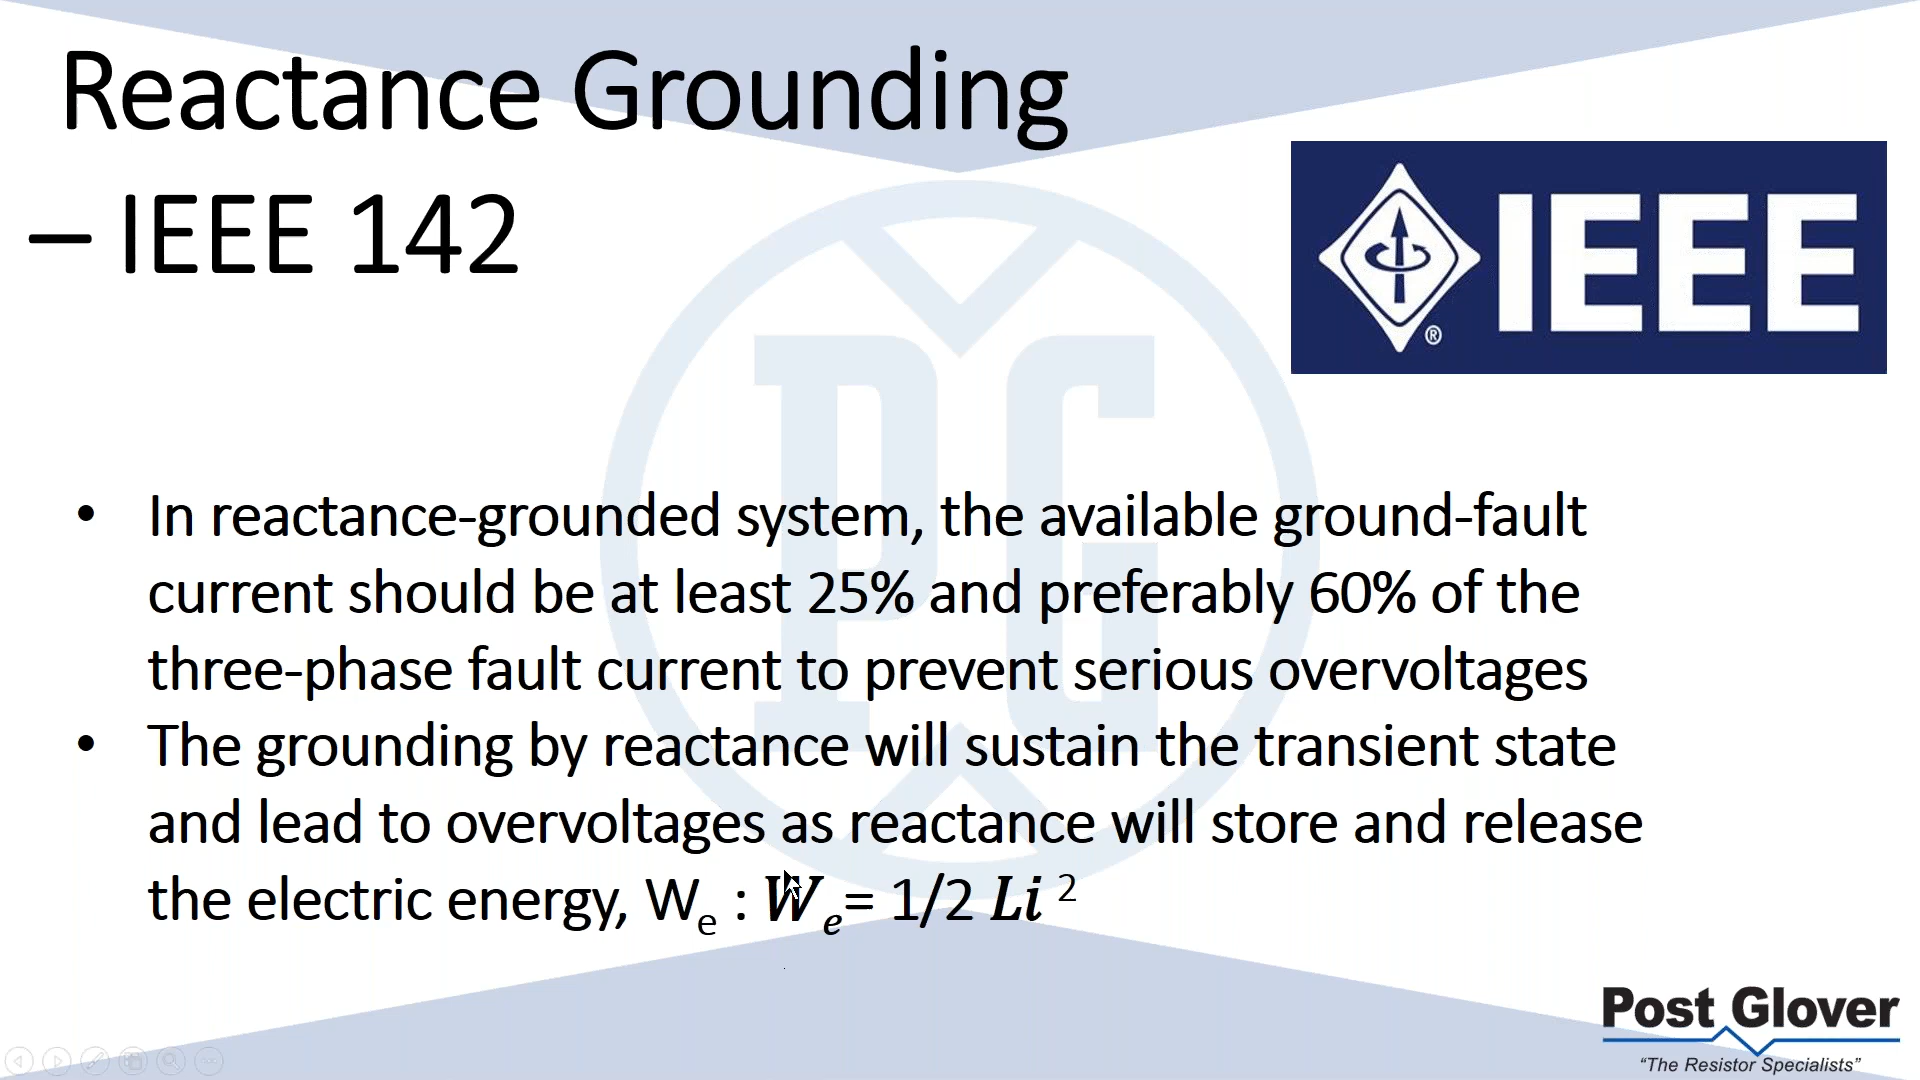 Reactance Grounding
– IEEE 142
IEEE
®
PG
• In reactance-grounded system, the available ground-fault
current should be at least 25% and preferably 60% of the
three-phase fault current to prevent serious overvoltages
• The grounding by reactance will sustain the transient state
and lead to overvoltages as reactance will store and release
the electric energy, Wₑ : Wₑ= 1/2 Li ²
Post Glover
“The Resistor Specialists”